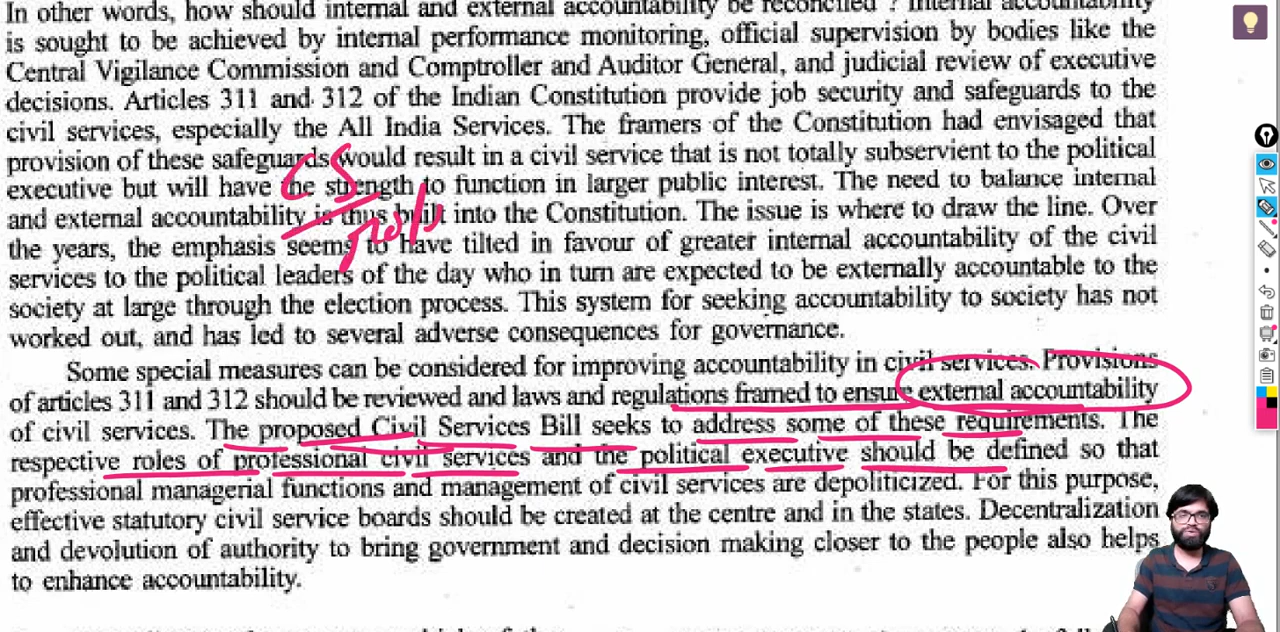 In other words, how should internal and external accountability be reconciled ? Internal accountability
is sought to be achieved by internal performance monitoring, official supervision by bodies like the
Central Vigilance Commission and Comptroller and Auditor General, and judicial review of executive
decisions. Articles 311 and 312 of the Indian Constitution provide job security and safeguards to the
civil services, especially the All India Services. The framers of the Constitution had envisaged that
provision of these safeguards would result in a civil service that is not totally subservient to the political
executive but will have the strength to function in larger public interest. The need to balance internal
and external accountability is thus built into the Constitution. The issue is where to draw the line. Over
the years, the emphasis seems to have tilted in favour of greater internal accountability of the civil
services to the political leaders of the day who in turn are expected to be externally accountable to the
society at large through the election process. This system for seeking accountability to society has not
worked out, and has led to several adverse consequences for governance.
Some special measures can be considered for improving accountability in civil services. Provisions
of articles 311 and 312 should be reviewed and laws and regulations framed to ensure external accountability
of civil services. The proposed Civil Services Bill seeks to address some of these requirements. The
respective roles of professional civil services and the political executive should be defined so that
professional managerial functions and management of civil services are depoliticized. For this purpose,
effective statutory civil service boards should be created at the centre and in the states. Decentralization
and devolution of authority to bring government and decision making closer to the people also helps
to enhance accountability.
CS